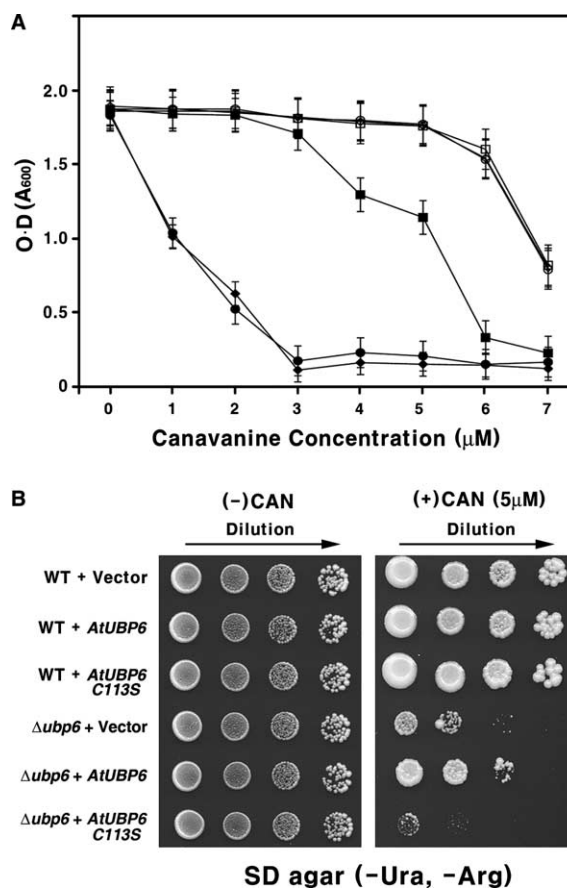 A
O·D (A600)
2.0
1.5
1.0
0.5
0
0 1 2 3 4 5 6 7
Canavanine Concentration (μM)
B
(-)CAN (+)CAN (5μM)
Dilution Dilution
WT + Vector
WT + AtUBP6
WT + AtUBP6
C113S
Δubp6 + Vector
Δubp6 + AtUBP6
Δubp6 + AtUBP6
C113S
SD agar (-Ura, -Arg)